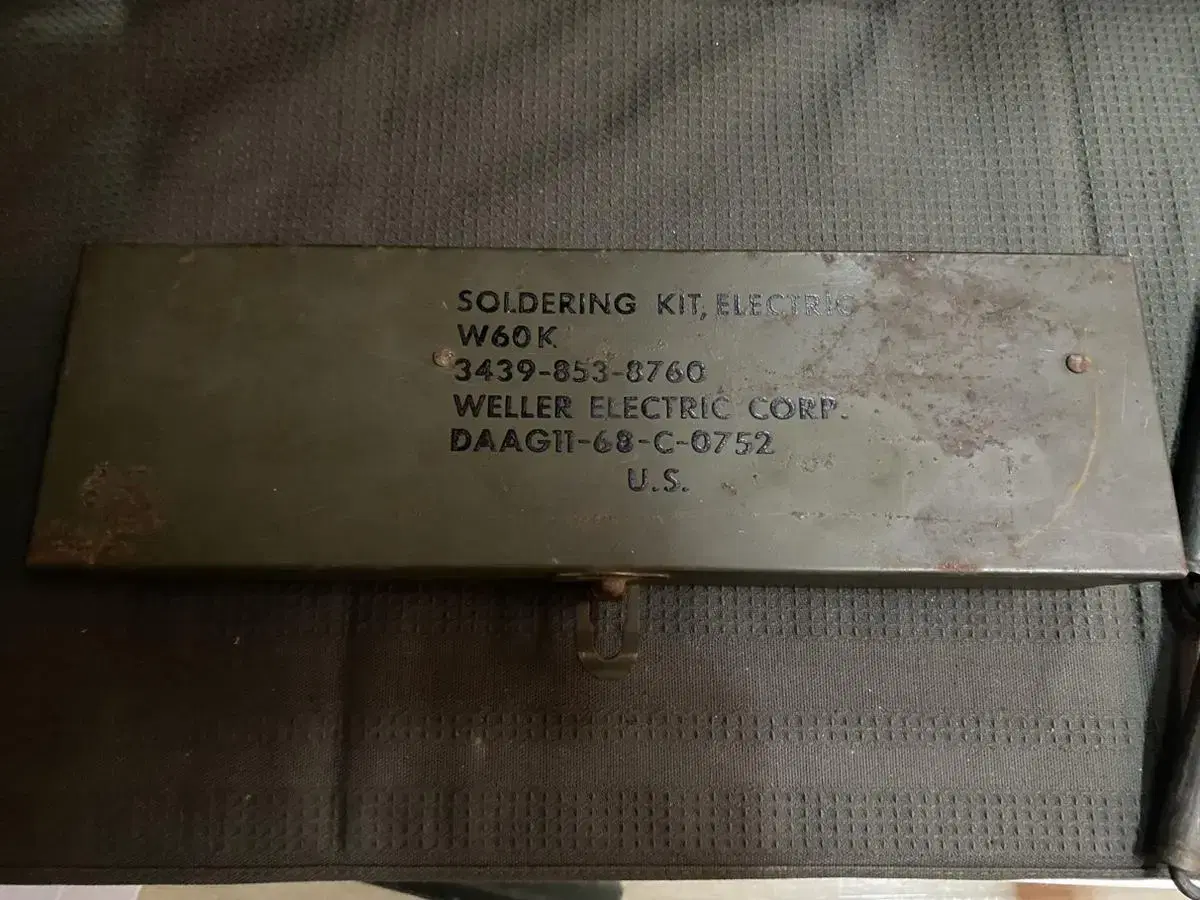 SOLDERING KIT, ELECTRIC
W60K
3439-853-8760
WELLER ELECTRIC CORP.
DAAG11-68-C-0752
U.S.